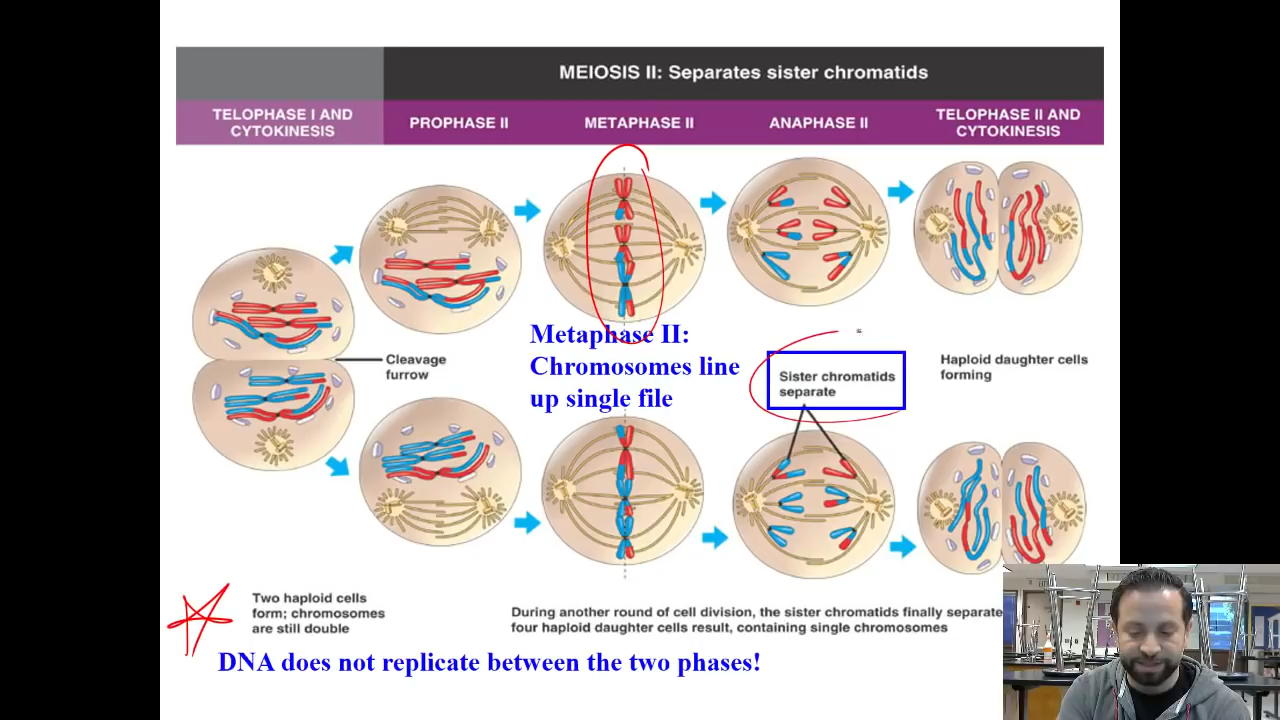 MEIOSIS II: Separates sister chromatids
TELOPHASE I AND
CYTOKINESIS
PROPHASE II
METAPHASE II
ANAPHASE II
TELOPHASE II AND
CYTOKINESIS
Cleavage
furrow
Metaphase II:
Chromosomes line
up single file
Sister chromatids
separate
Haploid daughter cells
forming
Two haploid cells
form; chromosomes
are still double
During another round of cell division, the sister chromatids finally separate
four haploid daughter cells result, containing single chromosomes
DNA does not replicate between the two phases!